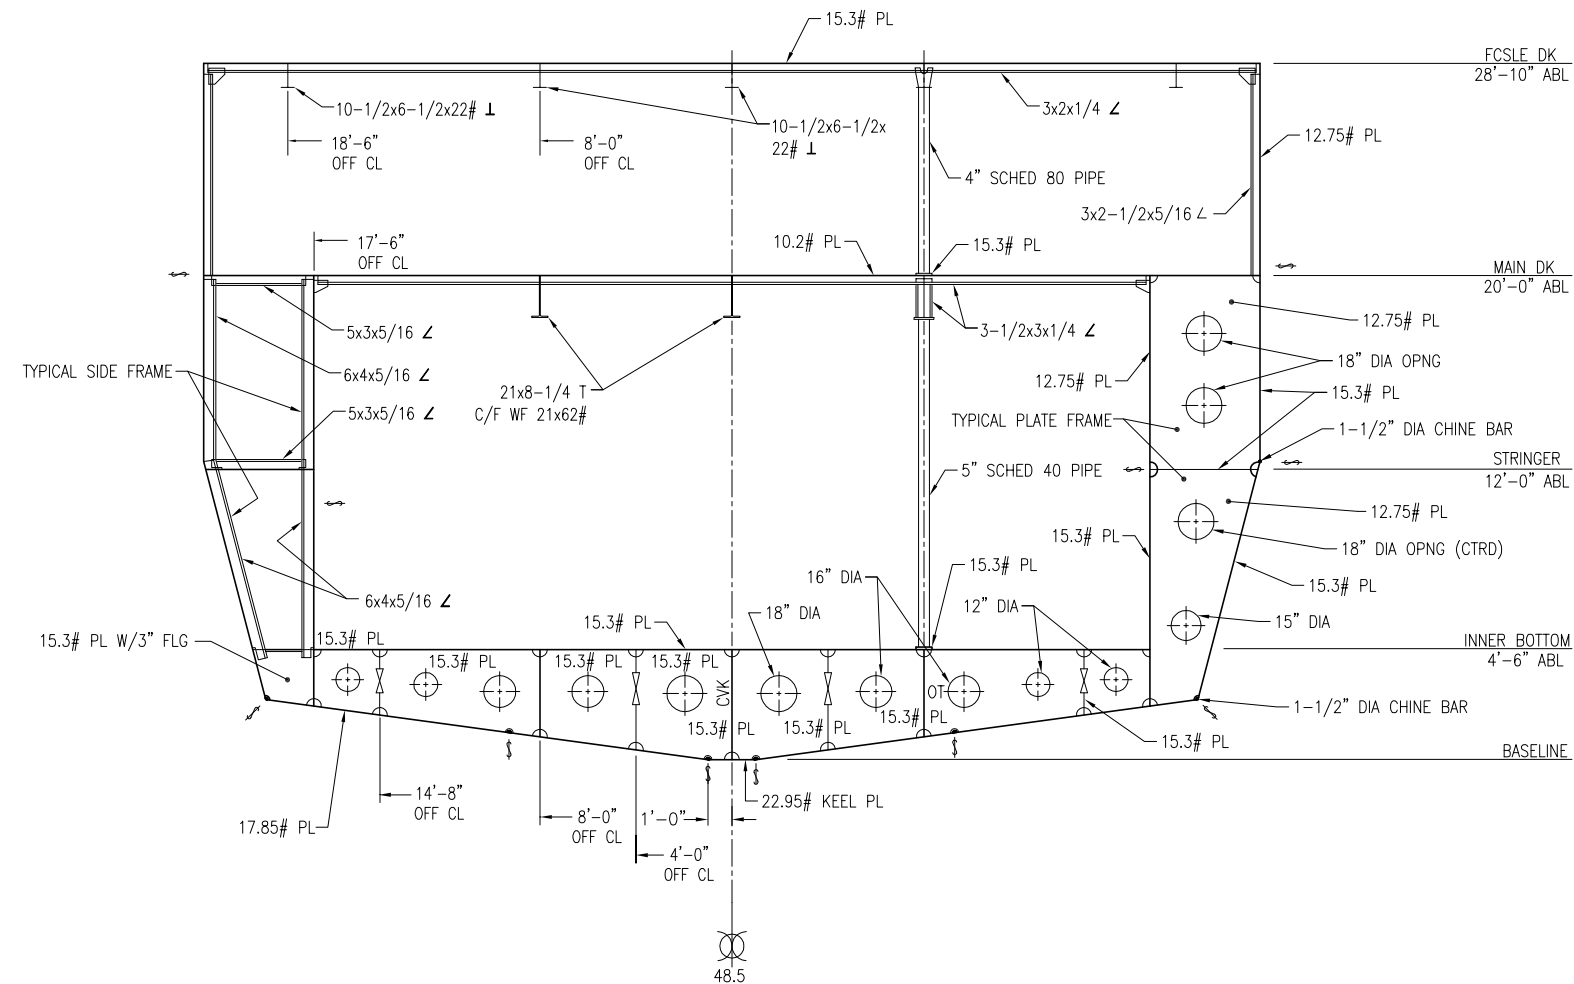 15.3# PL
FCSLE DK
28'-10" ABL
10-1/2x6-1/2x22# ⊥
10-1/2x6-1/2x
22# ⊥
3x2x1/4 ∠
12.75# PL
18'-6"
OFF CL
8'-0"
OFF CL
4" SCHED 80 PIPE
3x2-1/2x5/16 ∠
17'-6"
OFF CL
10.2# PL
15.3# PL
MAIN DK
20'-0" ABL
5x3x5/16 ∠
3-1/2x3x1/4 ∠
12.75# PL
18" DIA OPNG
TYPICAL SIDE FRAME
6x4x5/16 ∠
12.75# PL
21x8-1/4 T
C/F WF 21x62#
15.3# PL
5x3x5/16 ∠
TYPICAL PLATE FRAME
1-1/2" DIA CHINE BAR
5" SCHED 40 PIPE
STRINGER
12'-0" ABL
12.75# PL
15.3# PL
18" DIA OPNG (CTRD)
15.3# PL
16" DIA
15.3# PL
6x4x5/16 ∠
18" DIA
12" DIA
15.3# PL
15" DIA
15.3# PL W/3" FLG
15.3# PL
INNER BOTTOM
4'-6" ABL
15.3# PL
15.3# PL
15.3# PL
CVK
OT
1-1/2" DIA CHINE BAR
15.3# PL
15.3# PL
15.3# PL
15.3# PL
BASELINE
14'-8"
OFF CL
22.95# KEEL PL
17.85# PL
8'-0"
OFF CL
1'-0"
4'-0"
OFF CL
48.5